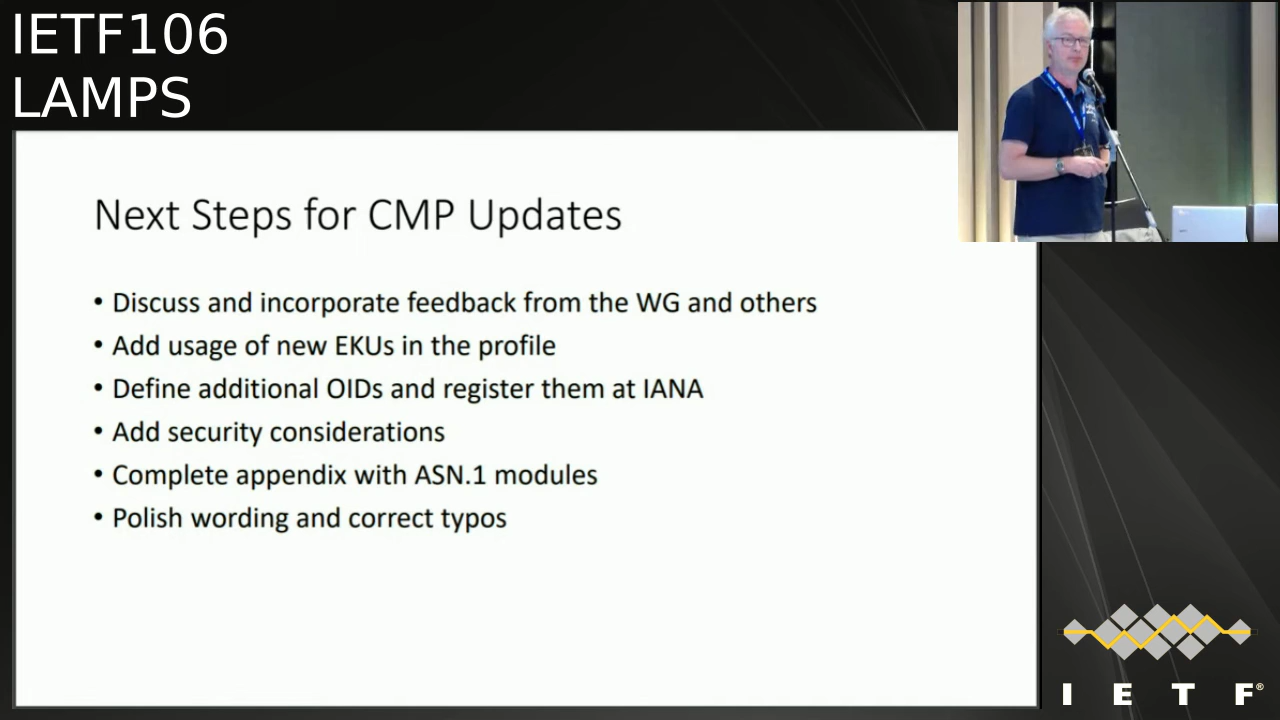 IETF106
LAMPS
Next Steps for CMP Updates
• Discuss and incorporate feedback from the WG and others
• Add usage of new EKUs in the profile
• Define additional OIDs and register them at IANA
• Add security considerations
• Complete appendix with ASN.1 modules
• Polish wording and correct typos
I E T F®